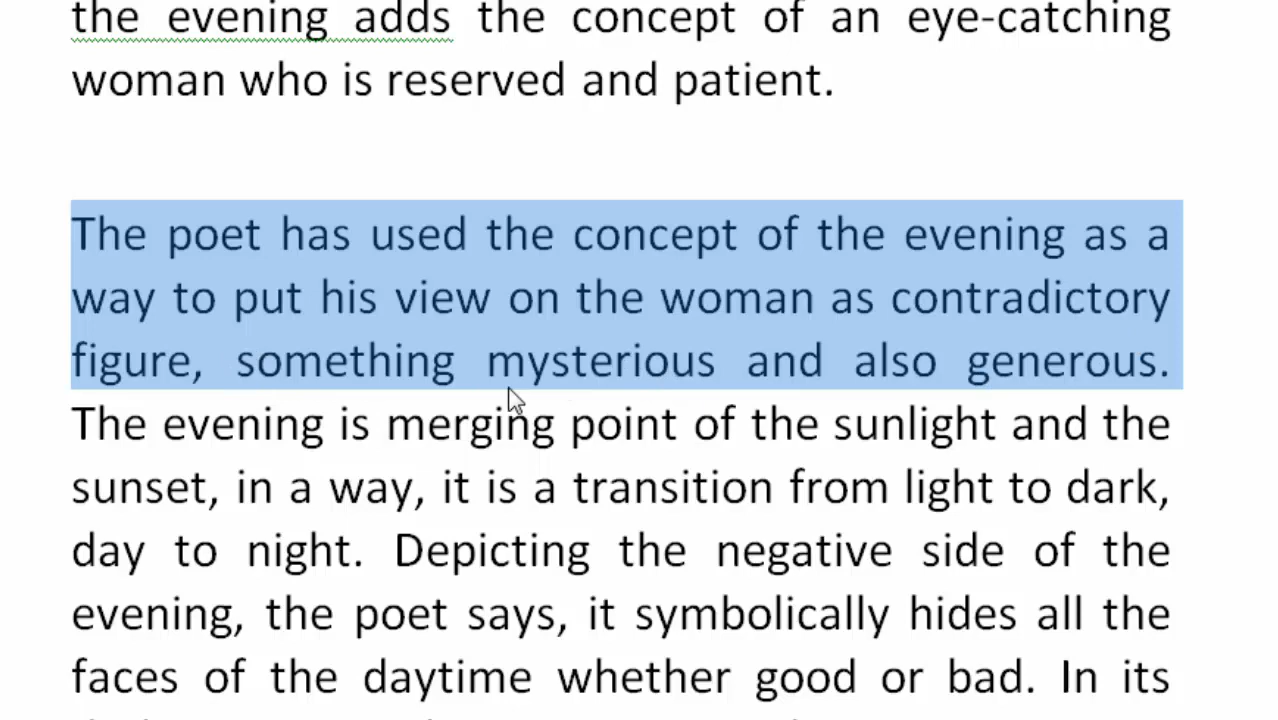 the evening adds the concept of an eye-catching
woman who is reserved and patient.
The poet has used the concept of the evening as a
way to put his view on the woman as contradictory
figure, something mysterious and also generous.
The evening is merging point of the sunlight and the
sunset, in a way, it is a transition from light to dark,
day to night. Depicting the negative side of the
evening, the poet says, it symbolically hides all the
faces of the daytime whether good or bad. In its